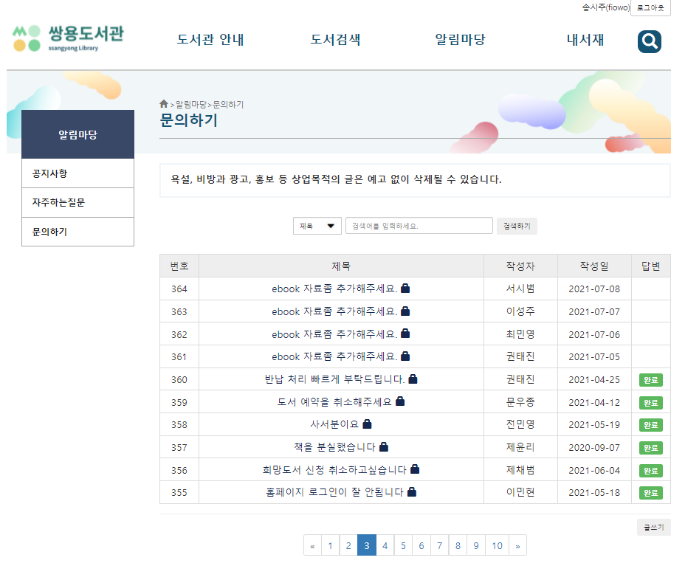 송시주(fiowo) 로그아웃
쌍용도서관
ssangyong Library
도서관 안내 도서검색 알림마당 내서재
> 알림마당 > 문의하기
문의하기
알림마당
공지사항
자주하는질문
문의하기
욕설, 비방과 광고, 홍보 등 상업목적의 글은 예고 없이 삭제될 수 있습니다.
제목 검색어를 입력하세요. 검색하기
번호 제목 작성자 작성일 답변
364 ebook 자료좀 추가해주세요. 서시범 2021-07-08
363 ebook 자료좀 추가해주세요. 이성주 2021-07-07
362 ebook 자료좀 추가해주세요. 최민영 2021-07-06
361 ebook 자료좀 추가해주세요. 권태진 2021-07-05
360 반납 처리 빠르게 부탁드립니다. 권태진 2021-04-25 완료
359 도서 예약을 취소해주세요 문우종 2021-04-12 완료
358 사서분이요 전민영 2021-05-19 완료
357 책을 분실했습니다 제윤리 2020-09-07 완료
356 희망도서 신청 취소하고싶습니다 제채범 2021-06-04 완료
355 홈페이지 로그인이 잘 안됩니다 이민현 2021-05-18 완료
글쓰기
« 1 2 3 4 5 6 7 8 9 10 »